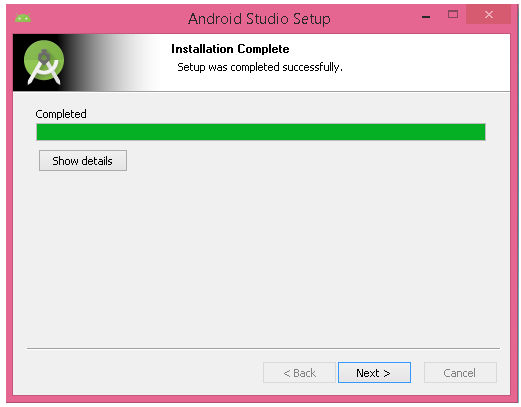 Android Studio Setup
Installation Complete
Setup was completed successfully.
Completed
Show details
< Back
Next >
Cancel